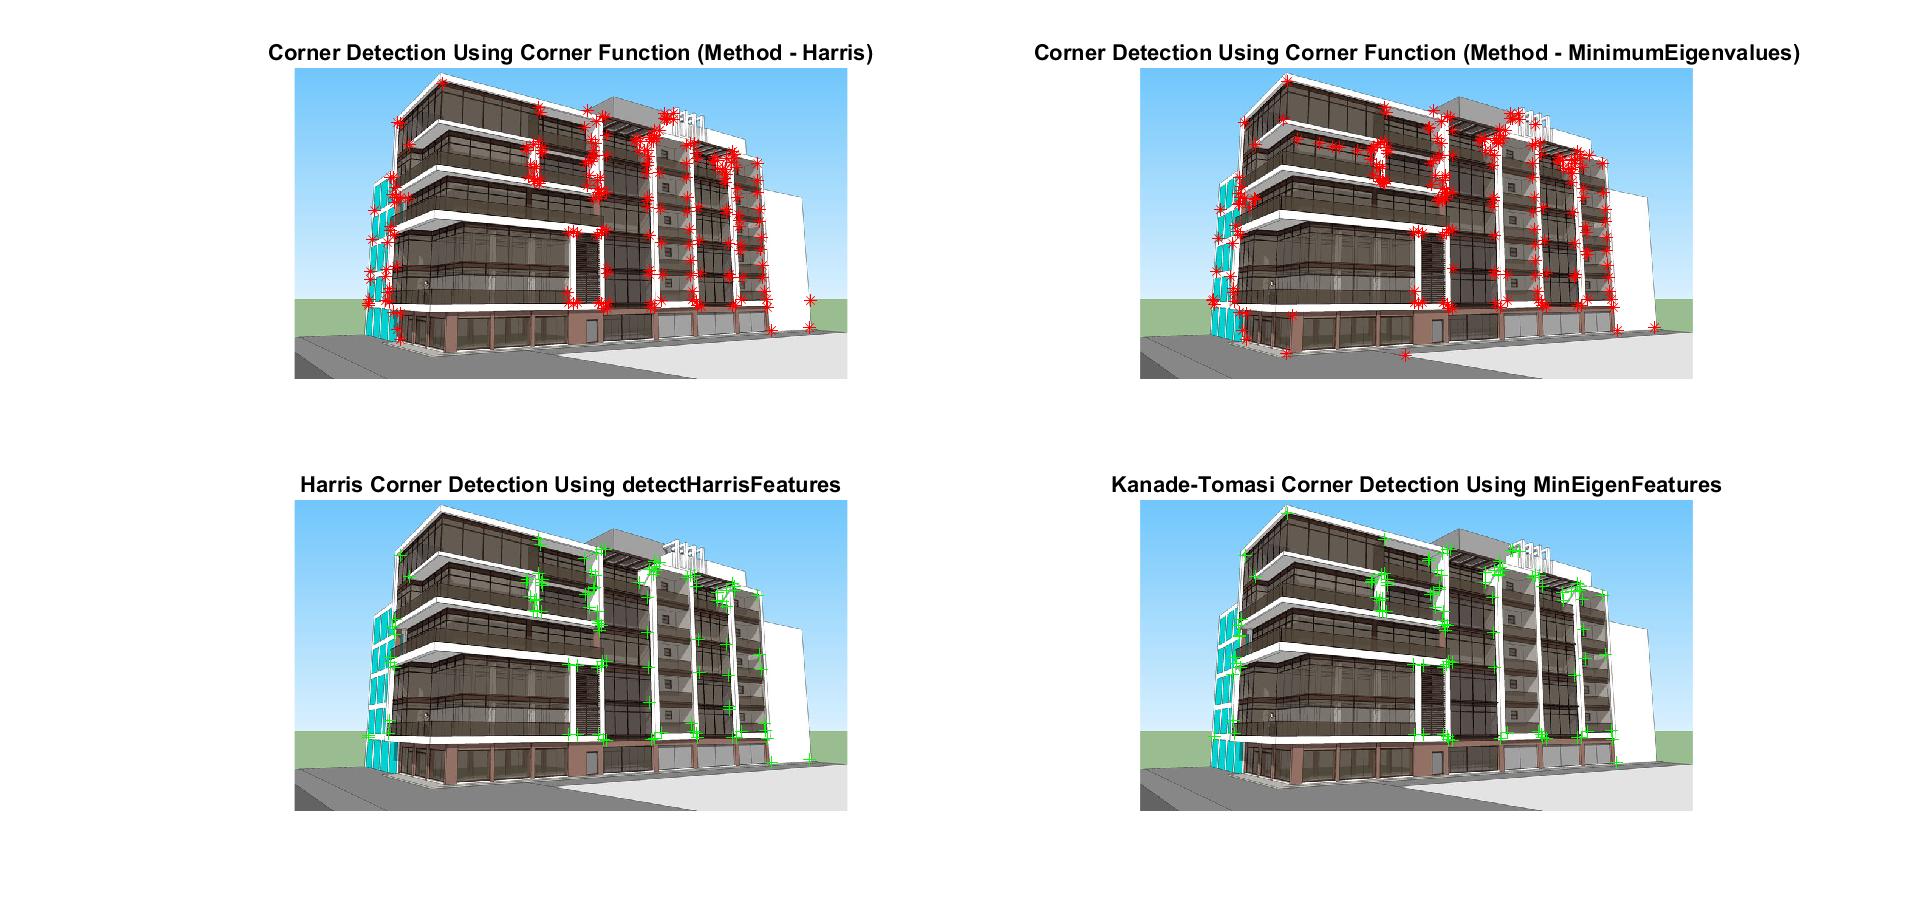 Corner Detection Using Corner Function (Method - Harris)
Corner Detection Using Corner Function (Method - MinimumEigenvalues)
Harris Corner Detection Using detectHarrisFeatures
Kanade-Tomasi Corner Detection Using MinEigenFeatures